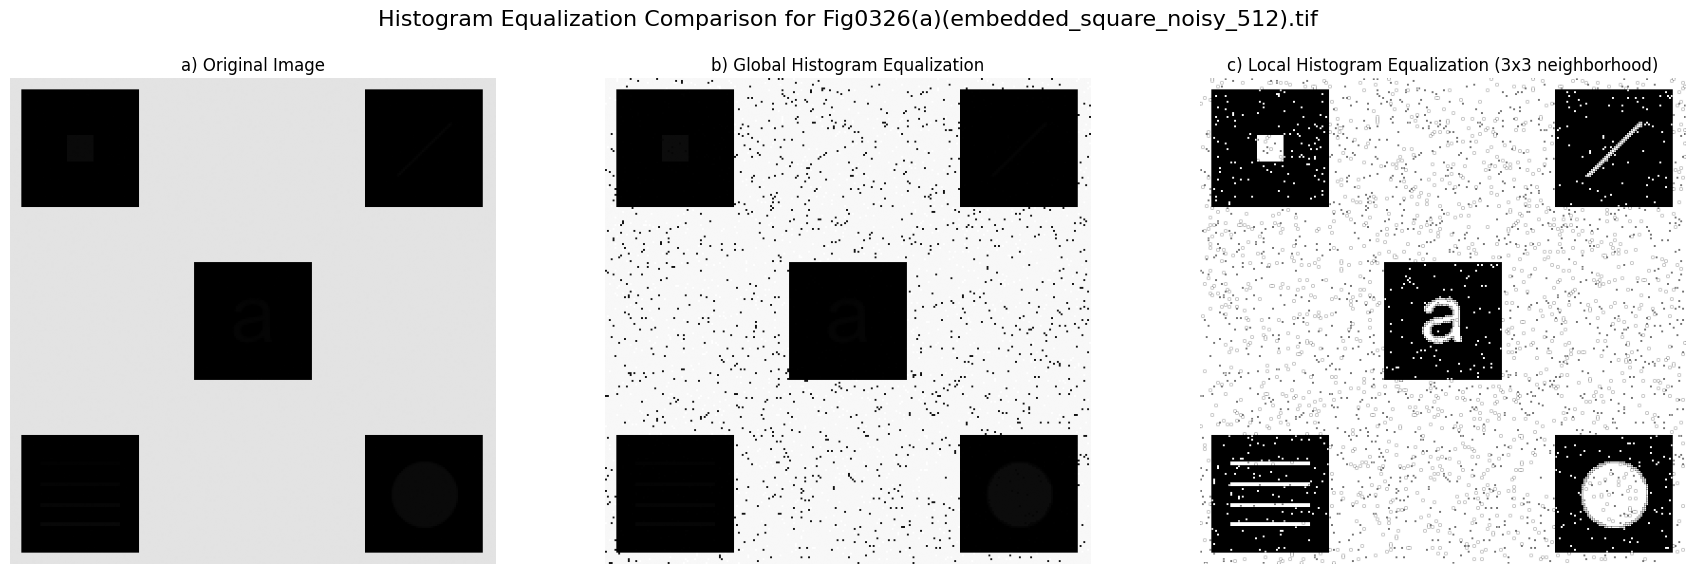 Histogram Equalization Comparison for Fig0326(a)(embedded_square_noisy_512).tif
a) Original Image
b) Global Histogram Equalization
c) Local Histogram Equalization (3x3 neighborhood)
a
a
a